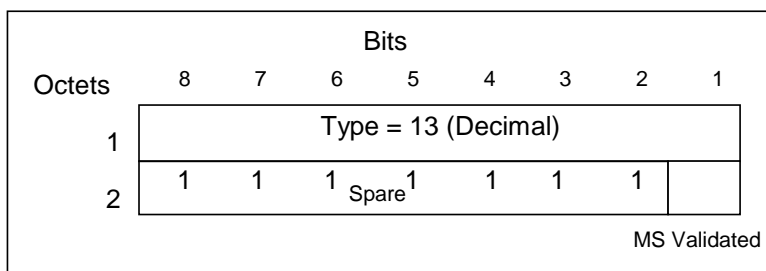 Bits
Octets 8 7 6 5 4 3 2 1
1 Type = 13 (Decimal)
2 1 1 1 Spare 1 1 1 1
MS Validated